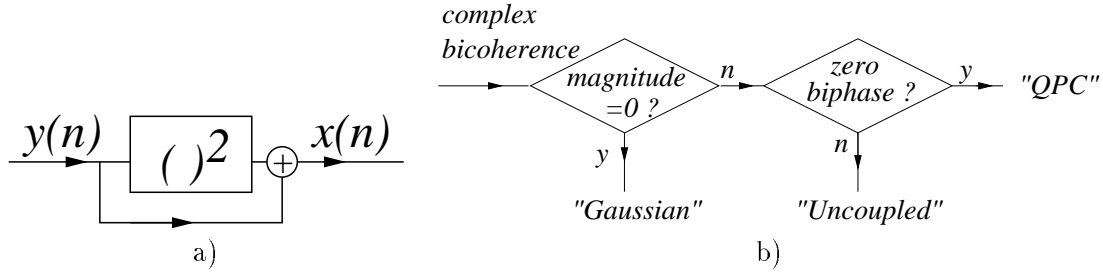 y(n)
( )²
+
x(n)
a)
complex
bicoherence
magnitude
=0 ?
n
y
"Gaussian"
zero
biphase ?
y
"QPC"
n
"Uncoupled"
b)